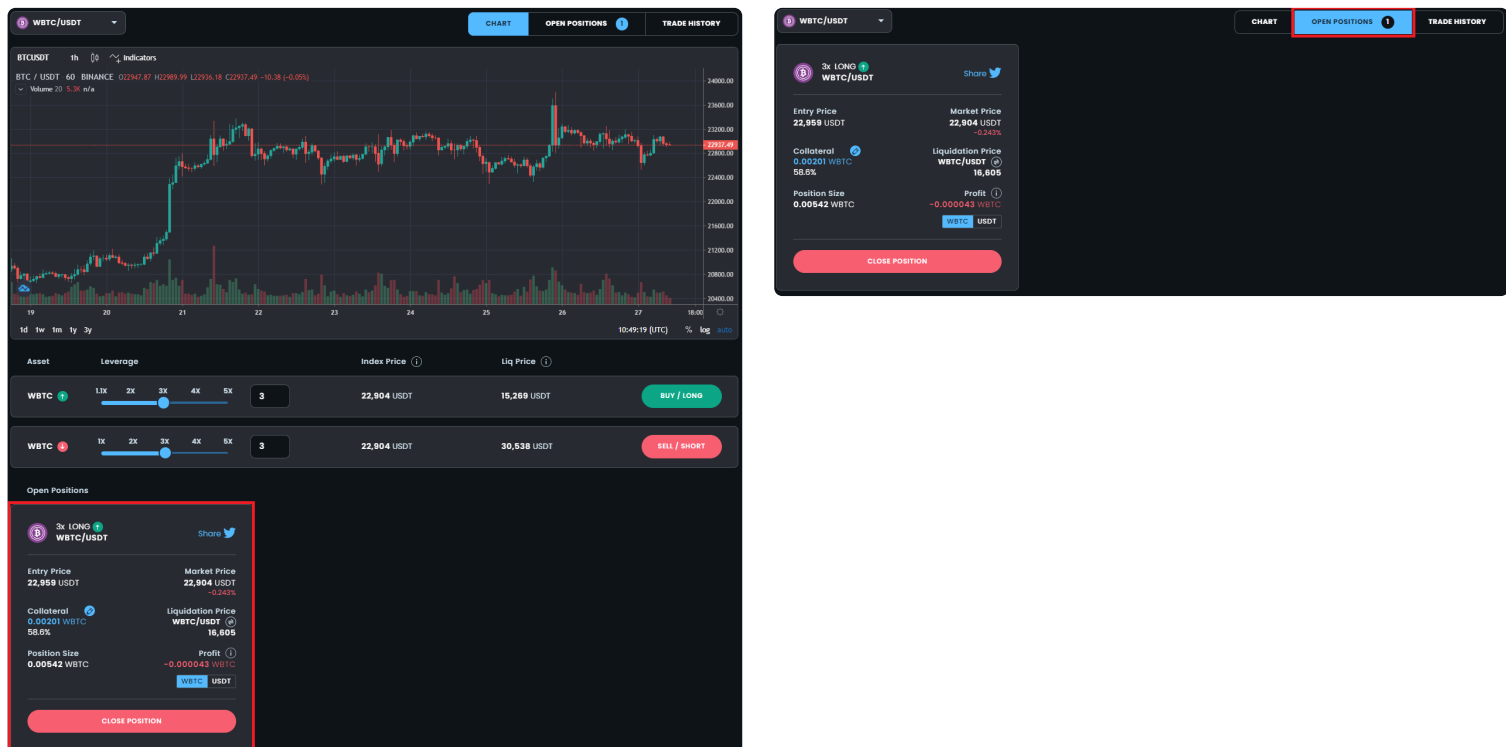 WBTC/USDT
CHART OPEN POSITIONS 1 TRADE HISTORY
BTCUSDT 1h Indicators
BTC / USDT 60 BINANCE O22947.87 H22989.99 L22936.18 C22937.49 −10.38 (−0.05%)
Volume 20 5.3K n/a
24000.00
23600.00
23200.00
22937.49
22800.00
22400.00
22000.00
21600.00
21200.00
20800.00
20400.00
19 20 21 22 23 24 25 26 27 18:00
1d 1w 1m 1y 3y 10:49:19 (UTC) % log auto
Asset Leverage Index Price i Liq Price i
1.1X 2X 3X 4X 5X
WBTC 3 22,904 USDT 15,269 USDT BUY / LONG
1X 2X 3X 4X 5X
WBTC 3 22,904 USDT 30,538 USDT SELL / SHORT
Open Positions
3x LONG
WBTC/USDT Share
Entry Price Market Price
22,959 USDT 22,904 USDT
-0.243%
Collateral Liquidation Price
0.00201 WBTC WBTC/USDT
58.6% 16,605
Position Size Profit i
0.00542 WBTC -0.000043 WBTC
WBTC USDT
CLOSE POSITION
WBTC/USDT
CHART OPEN POSITIONS 1 TRADE HISTORY
3x LONG
WBTC/USDT Share
Entry Price Market Price
22,959 USDT 22,904 USDT
-0.243%
Collateral Liquidation Price
0.00201 WBTC WBTC/USDT
58.6% 16,605
Position Size Profit i
0.00542 WBTC -0.000043 WBTC
WBTC USDT
CLOSE POSITION